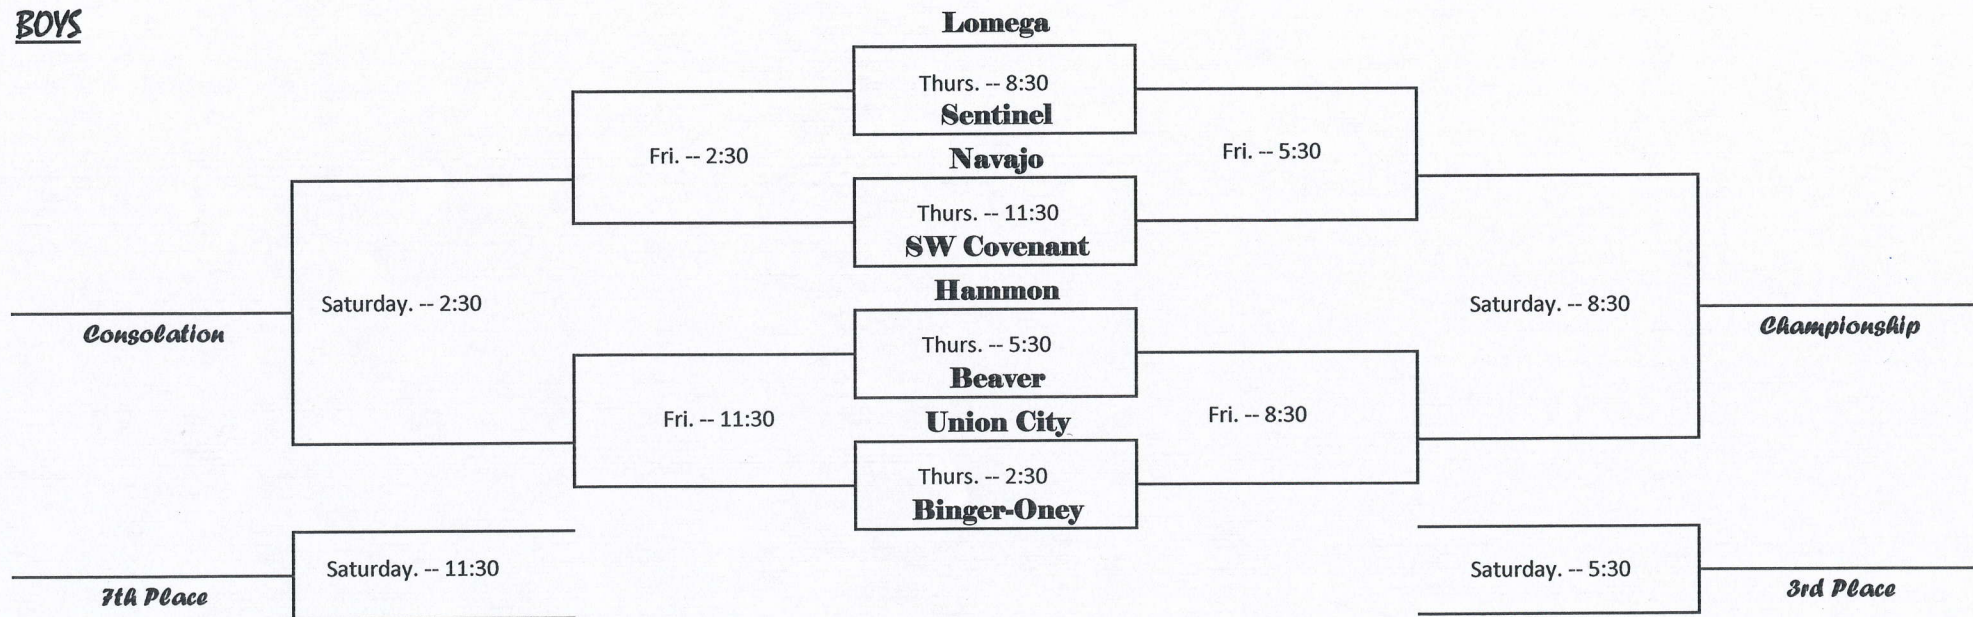 BOYS
Lomega
Thurs. -- 8:30
Sentinel
Fri. -- 2:30
Fri. -- 5:30
Navajo
Thurs. -- 11:30
SW Covenant
Hammon
Saturday. -- 2:30
Saturday. -- 8:30
Consolation
Championship
Thurs. -- 5:30
Beaver
Fri. -- 11:30
Fri. -- 8:30
Union City
Thurs. -- 2:30
Binger-Oney
Saturday. -- 11:30
Saturday. -- 5:30
7th Place
3rd Place